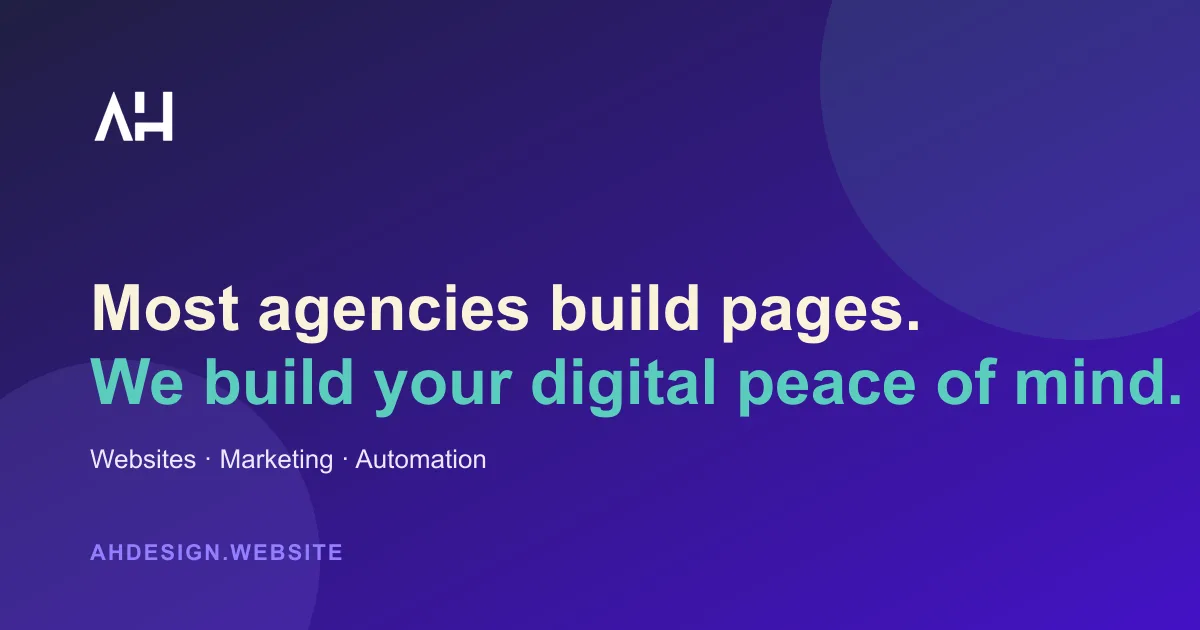 AH
Most agencies build pages.
We build your digital peace of mind.
Websites · Marketing · Automation
AHDESIGN.WEBSITE